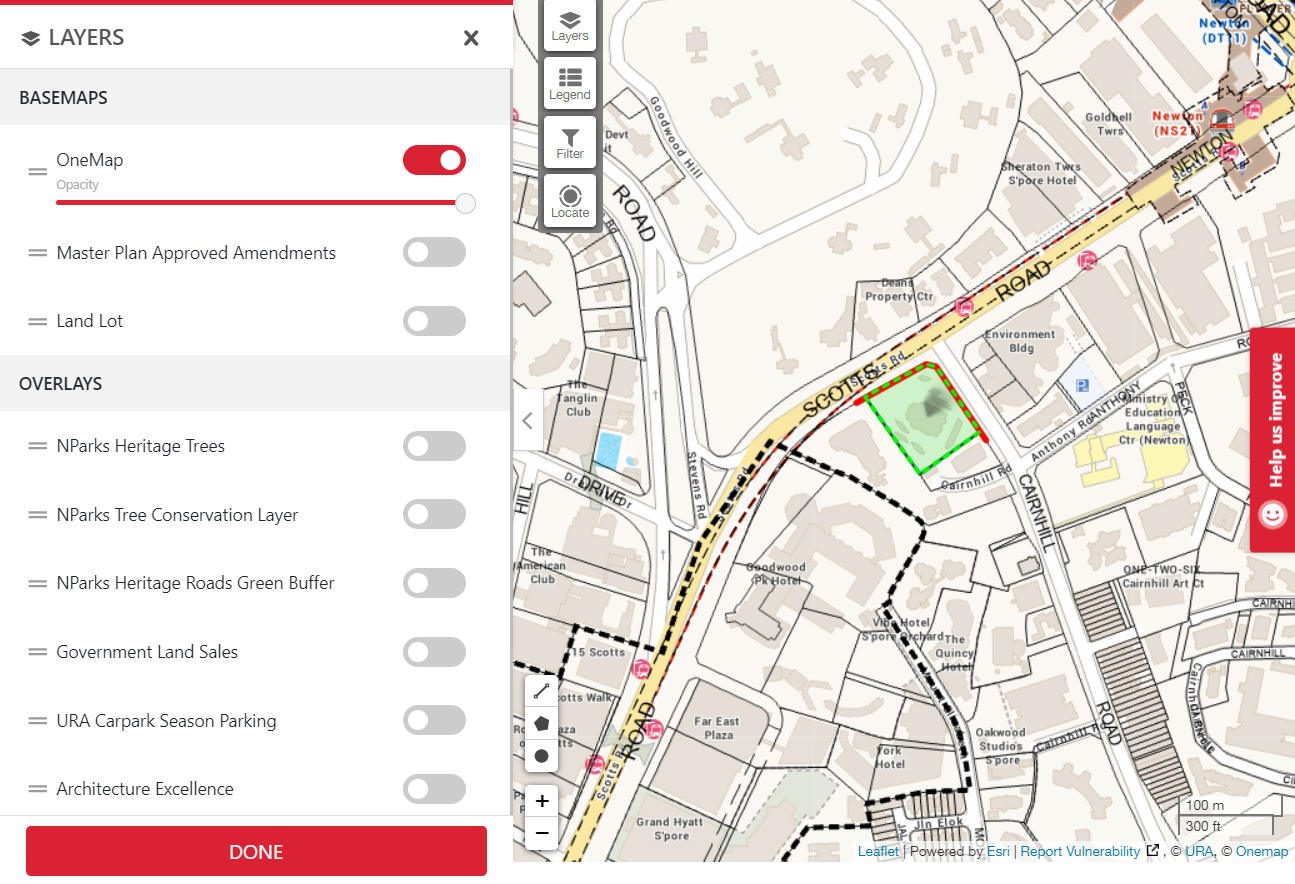 LAYERS
BASEMAPS
OneMap
Opacity
Master Plan Approved Amendments
Land Lot
OVERLAYS
NParks Heritage Trees
NParks Tree Conservation Layer
NParks Heritage Roads Green Buffer
Government Land Sales
URA Carpark Season Parking
Architecture Excellence
DONE
Layers
Legend
Filter
Locate
Devt
Goodwood Hill
ROAD
Newton
(DT11)
Goldbell
Twrs
Newton
(NS21)
A
B
NEWTON
Sheraton Twrs
S'pore Hotel
ROAD
Deans
Property Ctr
Environment
Bldg
SCOTTS
Scotts Rd
The
Tanglin
Club
P
ANTHONY
Anthony Rd
PECK
Ministry Of
Education
Language
Ctr (Newton)
Help us improve
Stevens Rd
HILL
DRIVE
Cairnhill Rd
CAIRNHILL
The
American
Club
Goodwood
Pk Hotel
ONE-TWO-SIX
Cairnhill Art Ct
CAIRNHILL
CAIRNHILL
Vibe Hotel
S'pore Orchard
The
Quincy
Hotel
15 Scotts
Scotts Walk
Far East
Plaza
ROAD
ROAD
Oakwood
Studios
S'pore
Cairnhill Rd
York
Hotel
Grand Hyatt
S'pore
Jln Elok
+
−
100 m
300 ft
Leaflet | Powered by Esri | Report Vulnerability , © URA, © Onemap